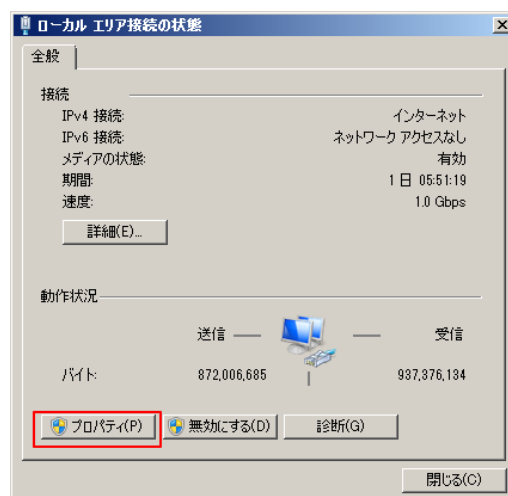 ローカル エリア接続の状態
全般
接続
IPv4 接続: インターネット
IPv6 接続: ネットワーク アクセスなし
メディアの状態: 有効
期間: 1 日 05:51:19
速度: 1.0 Gbps
詳細(E)...
動作状況
送信 受信
バイト: 872,006,685 937,376,134
プロパティ(P) 無効にする(D) 診断(G)
閉じる(C)